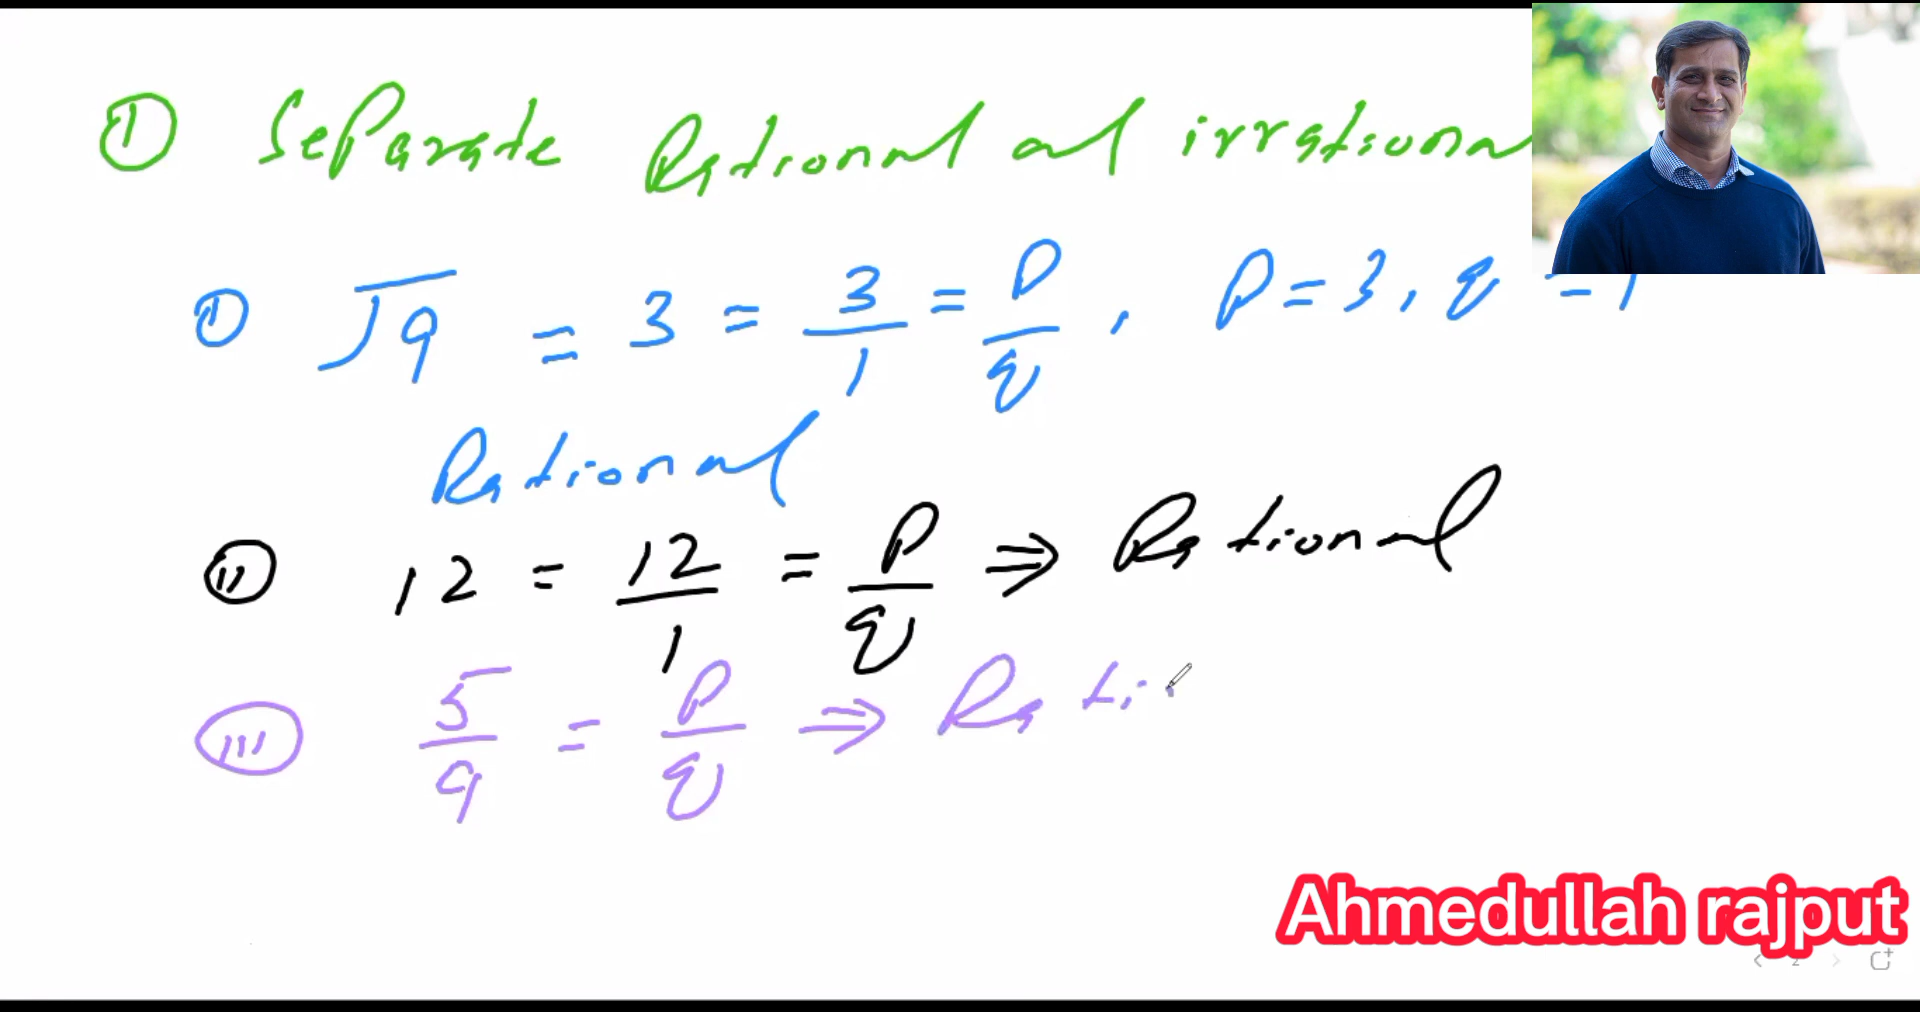 ① Separate Rational and irrational
① √9 = 3 = 3/1 = P/q , P = 3, q = 1
Rational
(ii) 12 = 12/1 = P/q ⇒ Rational
(iii) 5/9 = P/q ⇒ Rati
Ahmedullah rajput
2